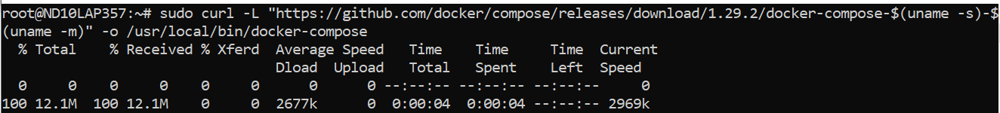 root@ND10LAP357:~# sudo curl -L "https://github.com/docker/compose/releases/download/1.29.2/docker-compose-$(uname -s)-$
(uname -m)" -o /usr/local/bin/docker-compose
  % Total    % Received % Xferd  Average Speed   Time    Time     Time  Current
                                 Dload  Upload   Total   Spent    Left  Speed
  0     0    0     0    0     0      0      0 --:--:-- --:--:-- --:--:--     0
100 12.1M  100 12.1M    0     0  2677k      0  0:00:04  0:00:04 --:--:-- 2969k